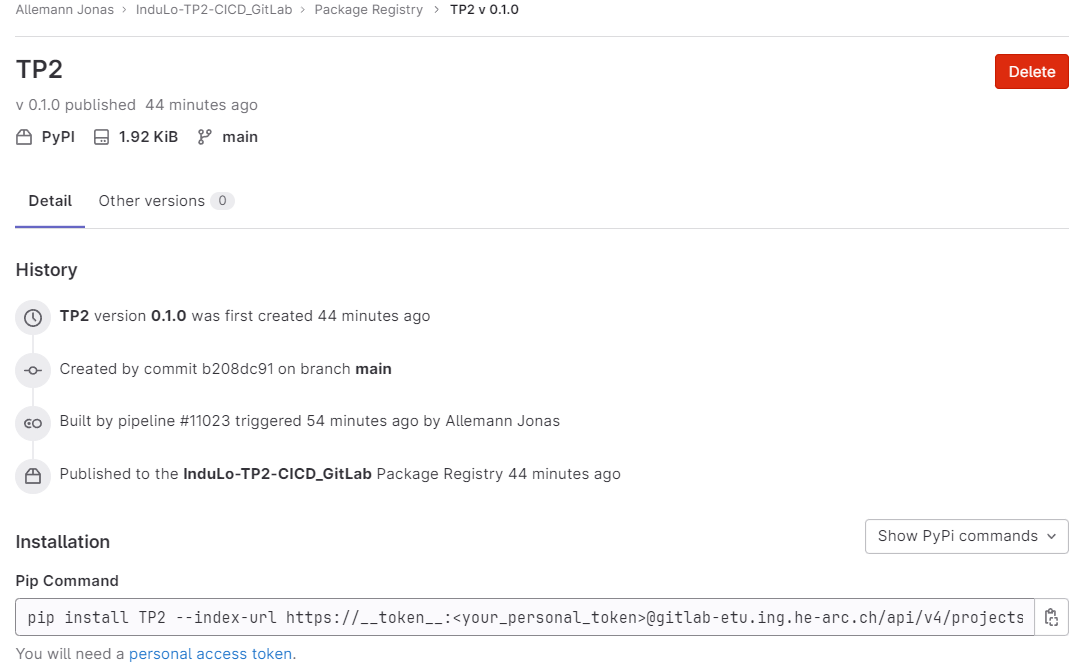 Allemann Jonas › InduLo-TP2-CICD_GitLab › Package Registry › TP2 v 0.1.0
TP2
Delete
v 0.1.0 published 44 minutes ago
PyPI 1.92 KiB main
Detail Other versions 0
History
TP2 version 0.1.0 was first created 44 minutes ago
Created by commit b208dc91 on branch main
Built by pipeline #11023 triggered 54 minutes ago by Allemann Jonas
Published to the InduLo-TP2-CICD_GitLab Package Registry 44 minutes ago
Installation
Show PyPi commands
Pip Command
pip install TP2 --index-url https://__token__:<your_personal_token>@gitlab-etu.ing.he-arc.ch/api/v4/projects
You will need a personal access token.